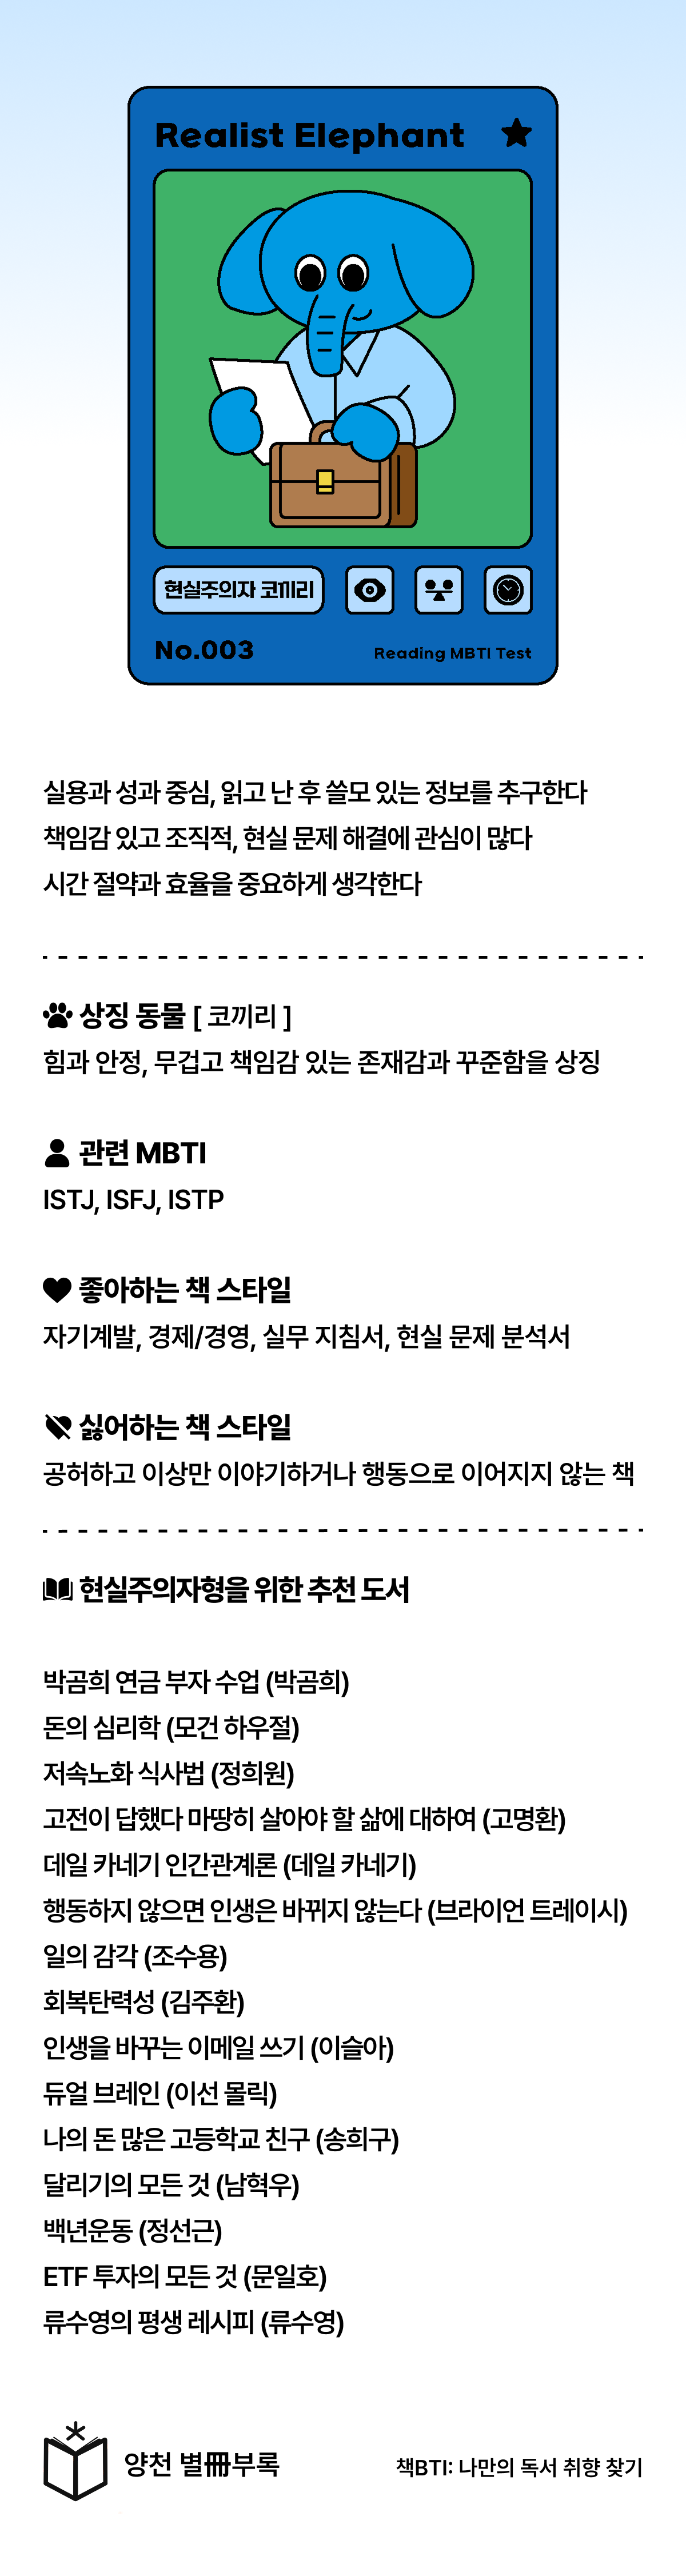 Realist Elephant
현실주의자 코끼리
No.003
Reading MBTI Test
실용과 성과 중심, 읽고 난 후 쓸모 있는 정보를 추구한다
책임감 있고 조직적, 현실 문제 해결에 관심이 많다
시간 절약과 효율을 중요하게 생각한다
상징 동물 [ 코끼리 ]
힘과 안정, 무겁고 책임감 있는 존재감과 꾸준함을 상징
관련 MBTI
ISTJ, ISFJ, ISTP
좋아하는 책 스타일
자기계발, 경제/경영, 실무 지침서, 현실 문제 분석서
싫어하는 책 스타일
공허하고 이상만 이야기하거나 행동으로 이어지지 않는 책
현실주의자형을 위한 추천 도서
박곰희 연금 부자 수업 (박곰희)
돈의 심리학 (모건 하우절)
저속노화 식사법 (정희원)
고전이 답했다 마땅히 살아야 할 삶에 대하여 (고명환)
데일 카네기 인간관계론 (데일 카네기)
행동하지 않으면 인생은 바뀌지 않는다 (브라이언 트레이시)
일의 감각 (조수용)
회복탄력성 (김주환)
인생을 바꾸는 이메일 쓰기 (이슬아)
듀얼 브레인 (이선 몰릭)
나의 돈 많은 고등학교 친구 (송희구)
달리기의 모든 것 (남혁우)
백년운동 (정선근)
ETF 투자의 모든 것 (문일호)
류수영의 평생 레시피 (류수영)
양천 별冊부록
책BTI: 나만의 독서 취향 찾기